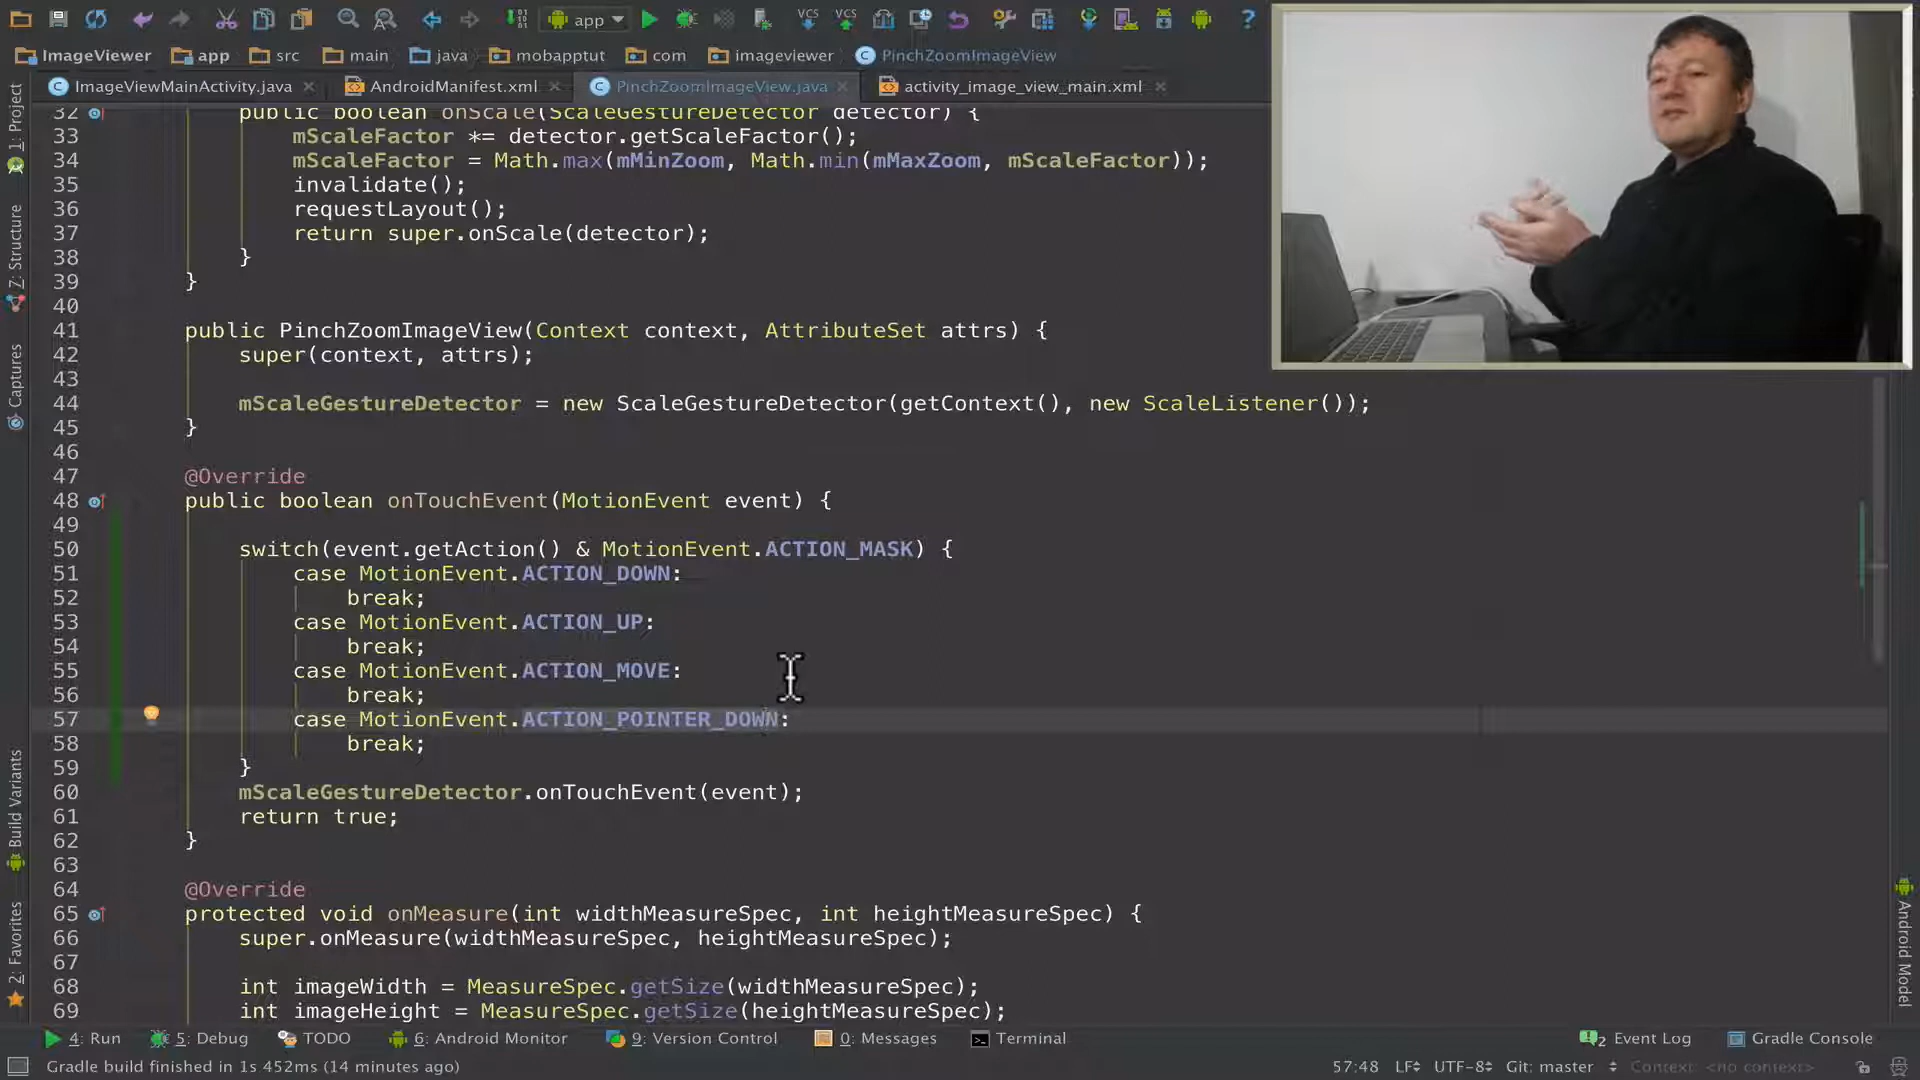 app
VCS
VCS
ImageViewer
app
src
main
java
mobapptut
com
imageviewer
PinchZoomImageView
ImageViewMainActivity.java
AndroidManifest.xml
PinchZoomImageView.java
activity_image_view_main.xml
1: Project
Z: Structure
Captures
Build Variants
2: Favorites
Android Model
32 public boolean onScale(ScaleGestureDetector detector) {
33 mScaleFactor *= detector.getScaleFactor();
34 mScaleFactor = Math.max(mMinZoom, Math.min(mMaxZoom, mScaleFactor));
35 invalidate();
36 requestLayout();
37 return super.onScale(detector);
38 }
39 }
40
41 public PinchZoomImageView(Context context, AttributeSet attrs) {
42 super(context, attrs);
43
44 mScaleGestureDetector = new ScaleGestureDetector(getContext(), new ScaleListener());
45 }
46
47 @Override
48 public boolean onTouchEvent(MotionEvent event) {
49
50 switch(event.getAction() & MotionEvent.ACTION_MASK) {
51 case MotionEvent.ACTION_DOWN:
52 break;
53 case MotionEvent.ACTION_UP:
54 break;
55 case MotionEvent.ACTION_MOVE:
56 break;
57 case MotionEvent.ACTION_POINTER_DOWN:
58 break;
59 }
60 mScaleGestureDetector.onTouchEvent(event);
61 return true;
62 }
63
64 @Override
65 protected void onMeasure(int widthMeasureSpec, int heightMeasureSpec) {
66 super.onMeasure(widthMeasureSpec, heightMeasureSpec);
67
68 int imageWidth = MeasureSpec.getSize(widthMeasureSpec);
69 int imageHeight = MeasureSpec.getSize(heightMeasureSpec);
4: Run
5: Debug
TODO
6: Android Monitor
9: Version Control
0: Messages
Terminal
2 Event Log
Gradle Console
Gradle build finished in 1s 452ms (14 minutes ago)
57:48
LF
UTF-8
Git: master
Context: <no context>